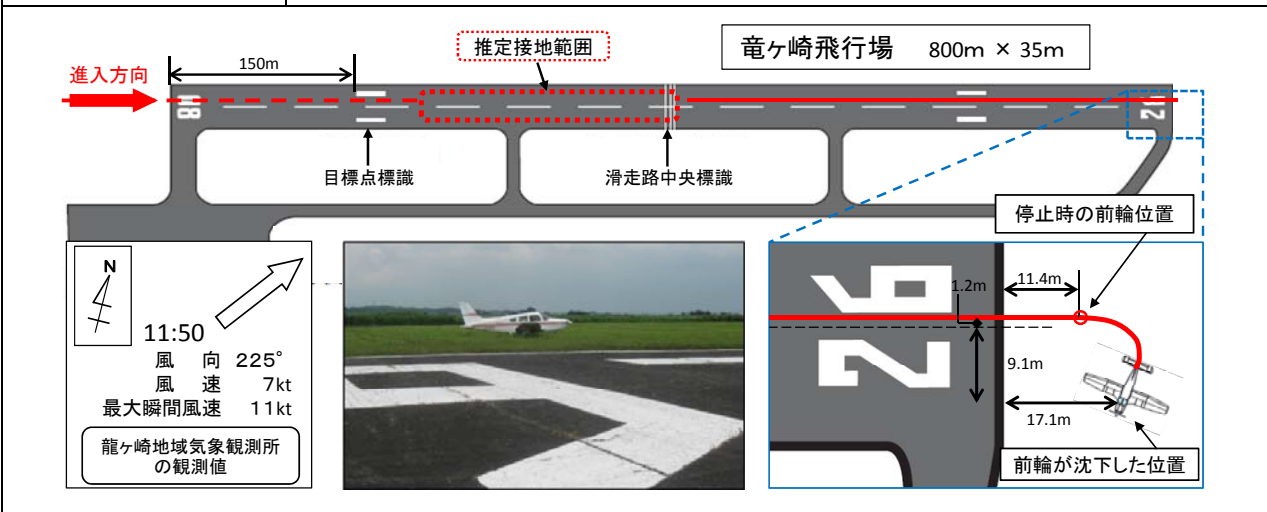 推定接地範囲
竜ヶ崎飛行場 800m × 35m
進入方向
150m
08
26
目標点標識
滑走路中央標識
停止時の前輪位置
N
11:50
風 向 225°
風 速 7kt
最大瞬間風速 11kt
龍ヶ崎地域気象観測所
の観測値
26
1.2m
11.4m
9.1m
17.1m
前輪が沈下した位置